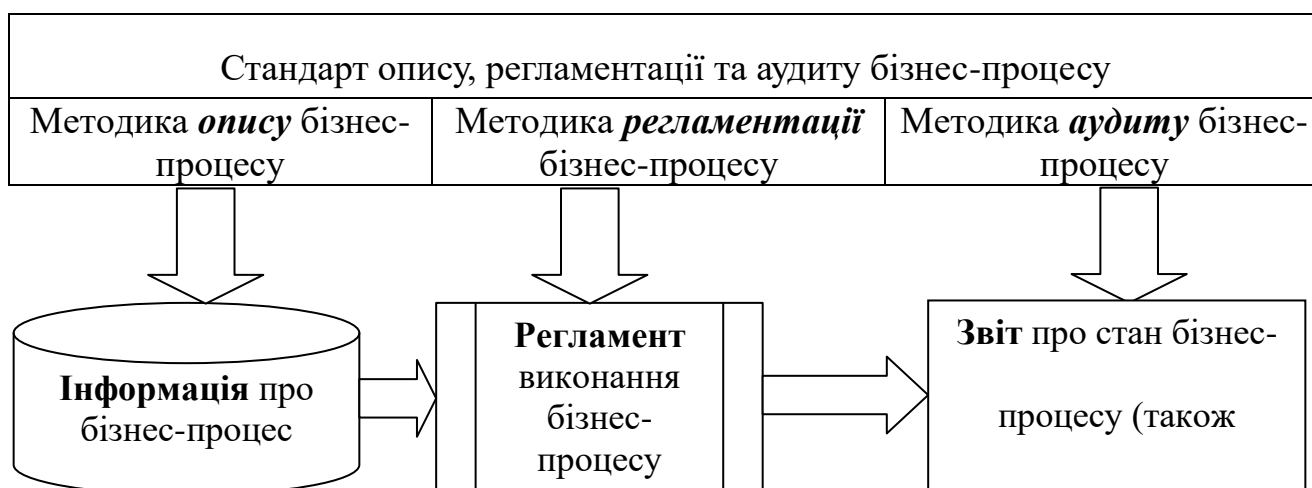 Стандарт опису, регламентації та аудиту бізнес-процесу
Методика опису бізнес-
процесу
Методика регламентації
бізнес-процесу
Методика аудиту бізнес-
процесу
Інформація про
бізнес-процес
Регламент
виконання
бізнес-
процесу
Звіт про стан бізнес-
процесу (також